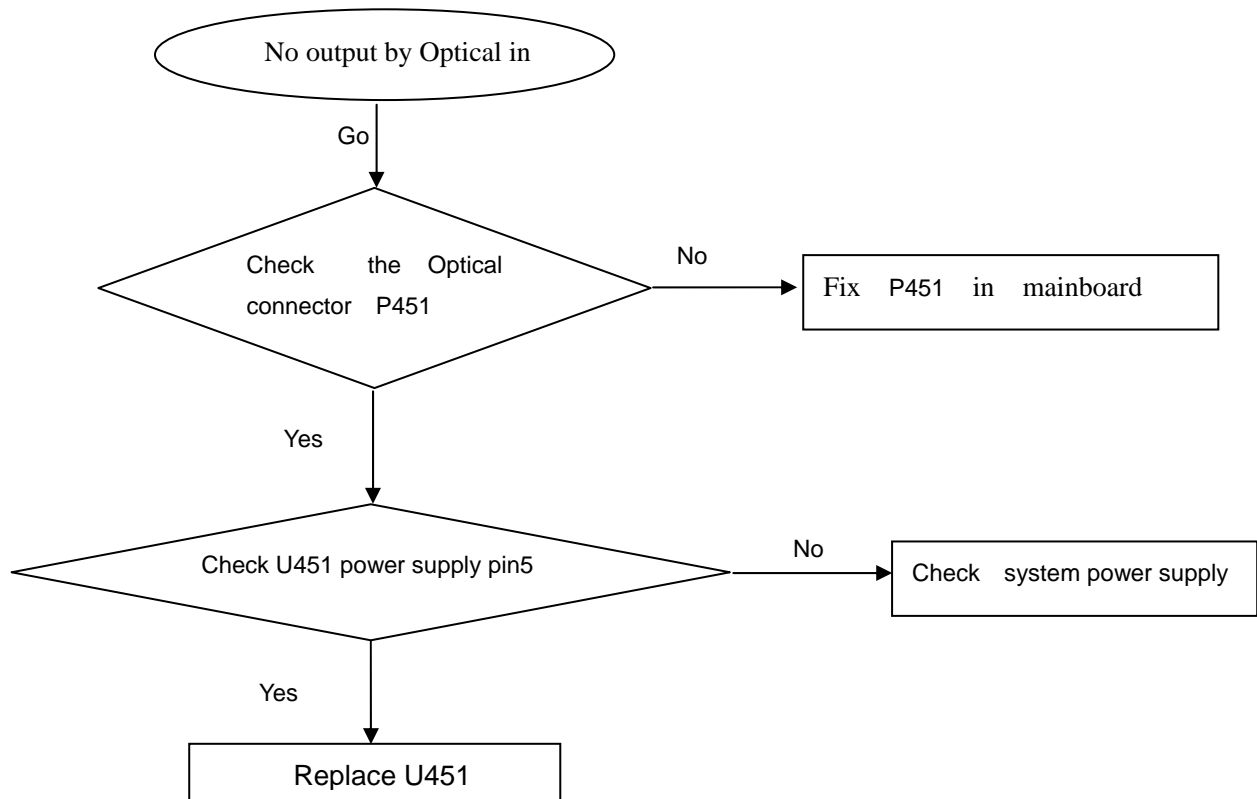 No output by Optical in
Go
Check the Optical
connector P451
No
Fix P451 in mainboard
Yes
Check U451 power supply pin5
No
Check system power supply
Yes
Replace U451